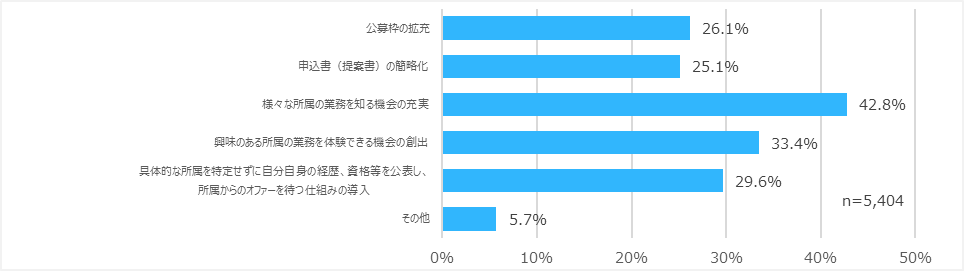 公募枠の拡充
26.1%
申込書（提案書）の簡略化
25.1%
様々な所属の業務を知る機会の充実
42.8%
興味のある所属の業務を体験できる機会の創出
33.4%
具体的な所属を特定せずに自分自身の経歴、資格等を公表し、
所属からのオファーを待つ仕組みの導入
29.6%
n=5,404
その他
5.7%
0%
10%
20%
30%
40%
50%